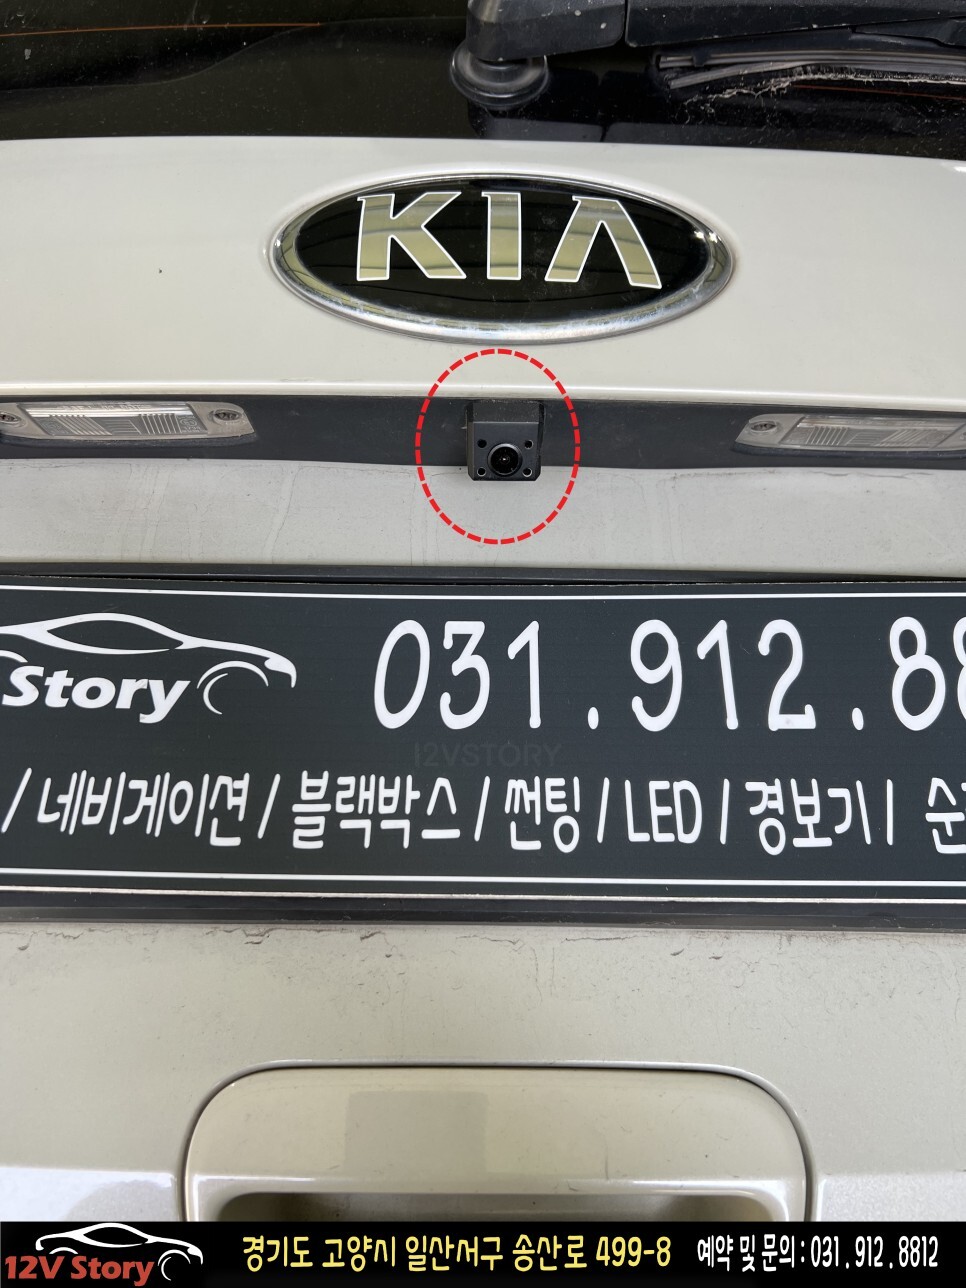 KIA
Story 031.912.88
I2VSTORY
/ 네비게이션 / 블랙박스 / 썬팅 / LED / 경보기 /
12V Story 경기도 고양시 일산서구 송산로 499-8 예약 및 문의 : 031.912.8812